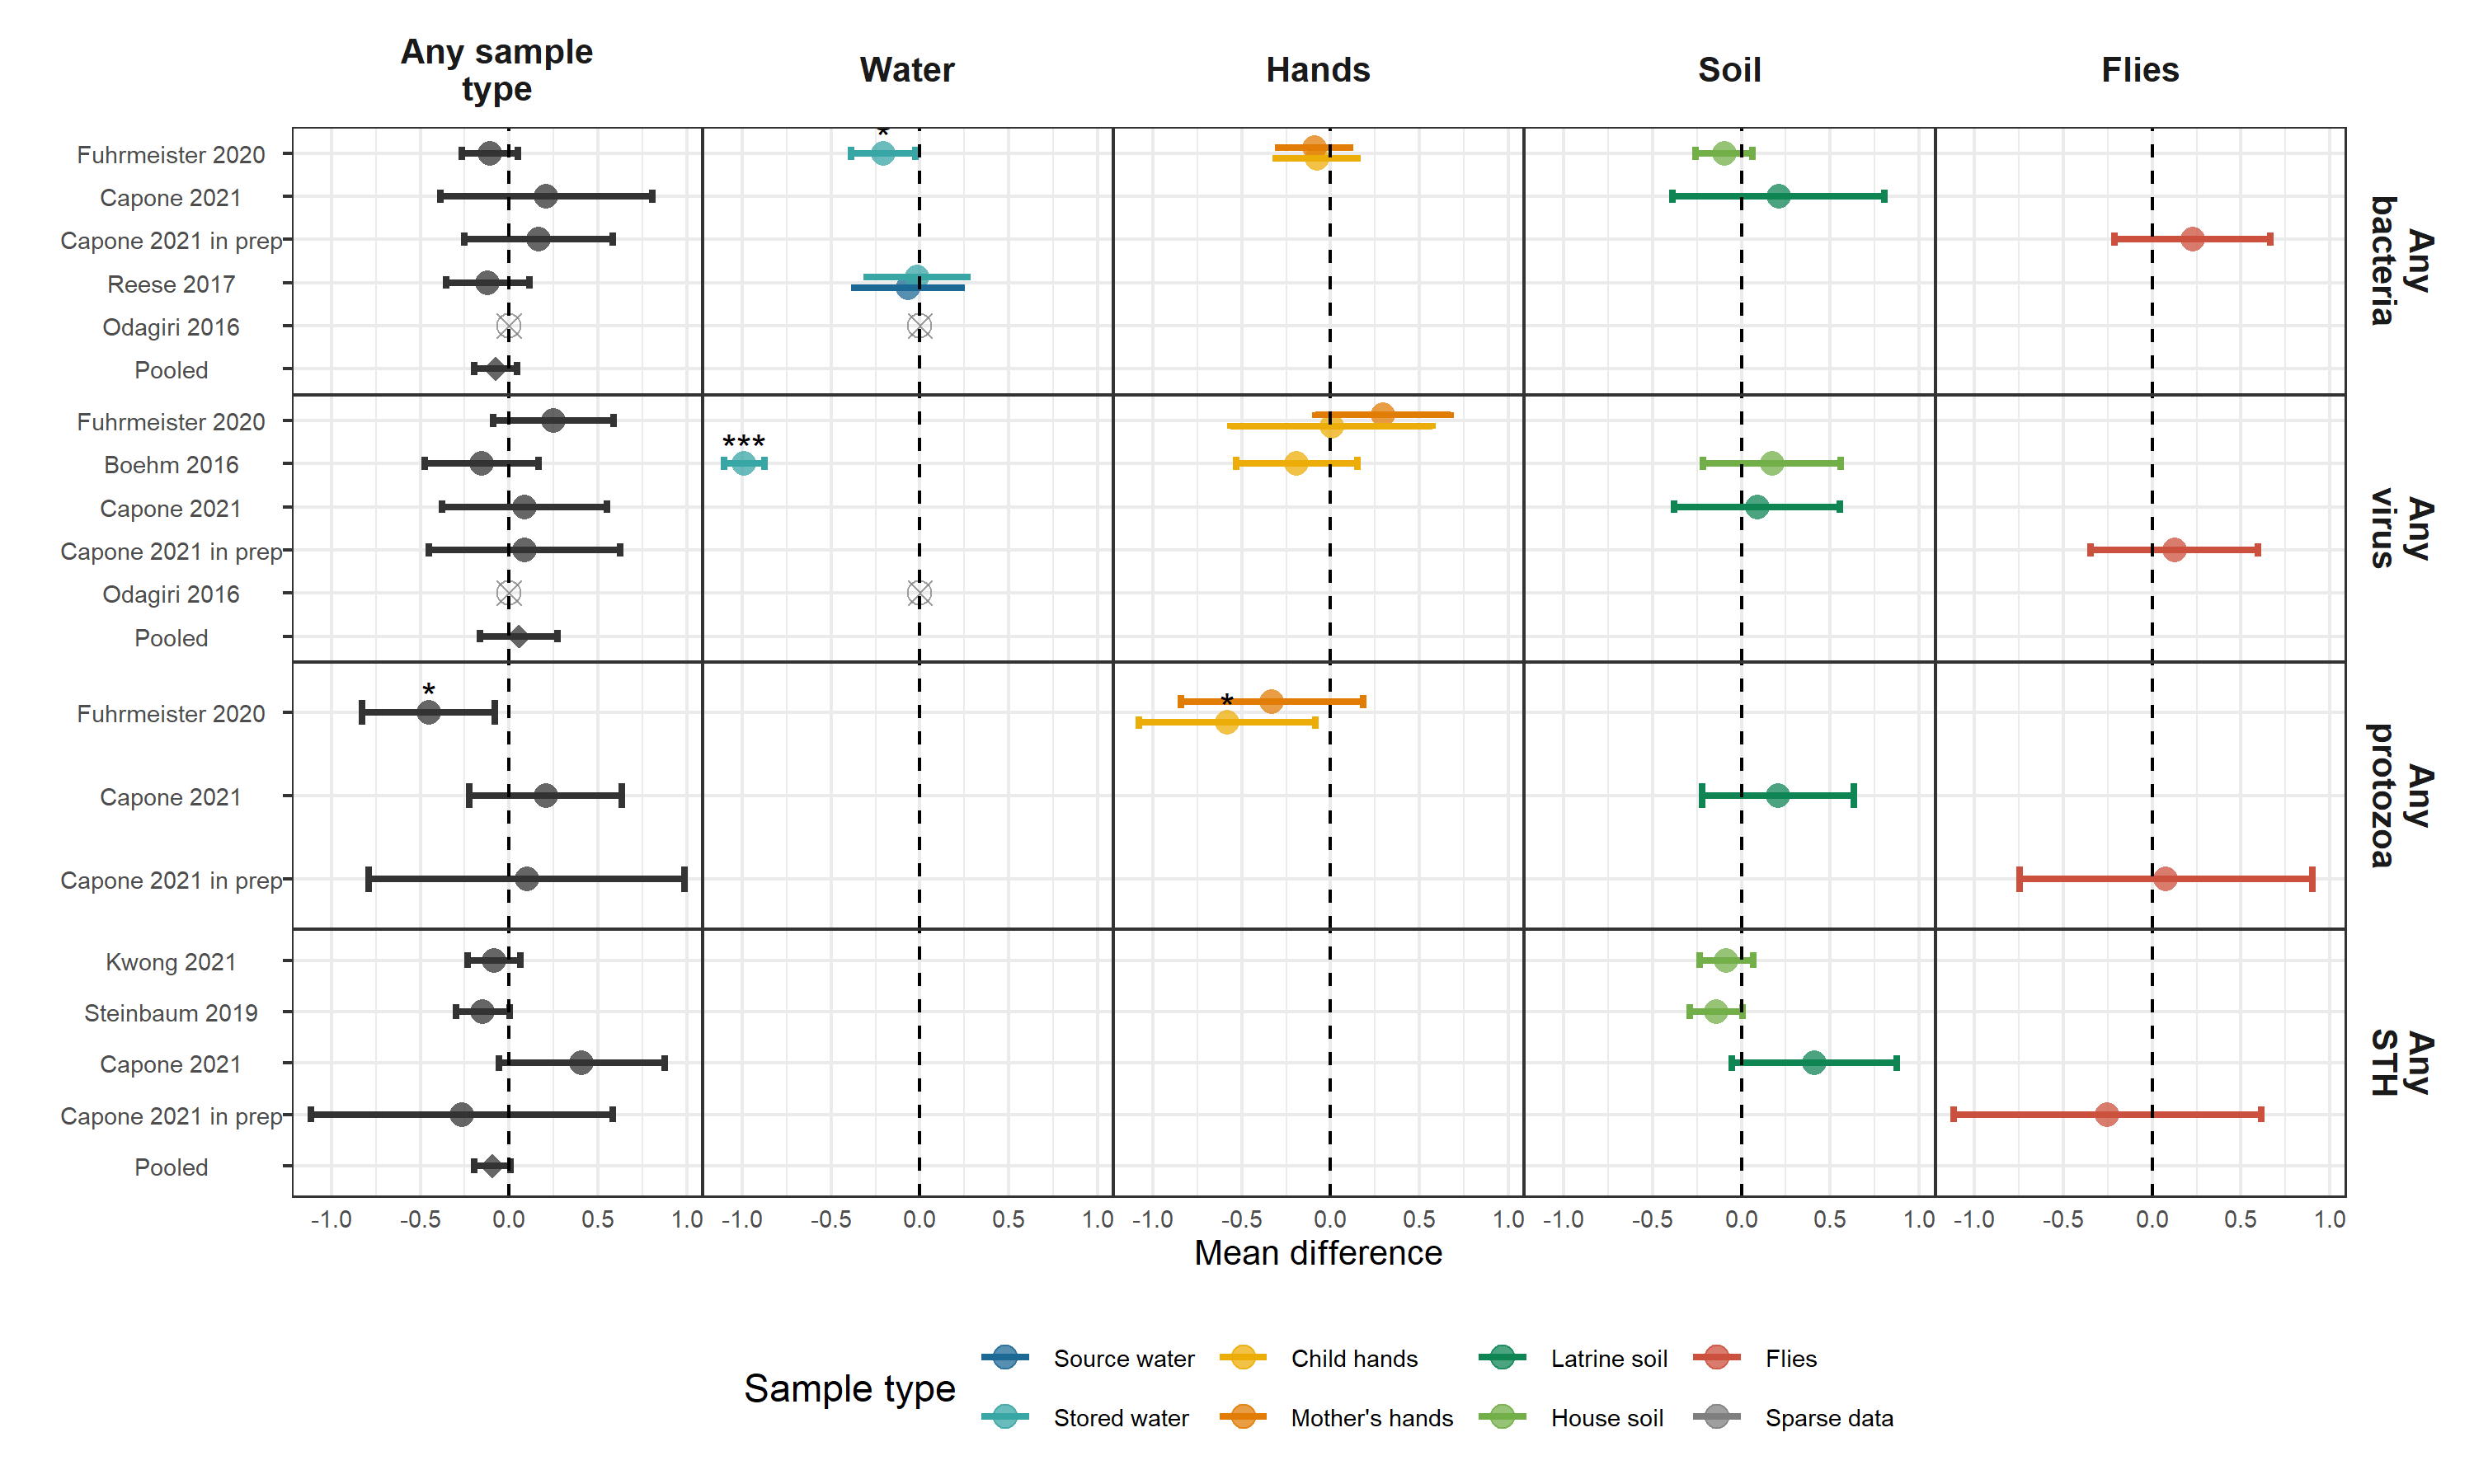 Any sample
type
Water
Hands
Soil
Flies
Fuhrmeister 2020
*
Capone 2021
Capone 2021 in prep
Reese 2017
Odagiri 2016
Pooled
Any
bacteria
Fuhrmeister 2020
Boehm 2016
***
Capone 2021
Capone 2021 in prep
Odagiri 2016
Pooled
Any
virus
Fuhrmeister 2020
*
*
Capone 2021
Capone 2021 in prep
Any
protozoa
Kwong 2021
Steinbaum 2019
Capone 2021
Capone 2021 in prep
Pooled
Any
STH
-1.0 -0.5 0.0 0.5 1.0 -1.0 -0.5 0.0 0.5 1.0 -1.0 -0.5 0.0 0.5 1.0 -1.0 -0.5 0.0 0.5 1.0 -1.0 -0.5 0.0 0.5 1.0
Mean difference
Sample type
Source water Child hands Latrine soil Flies
Stored water Mother's hands House soil Sparse data